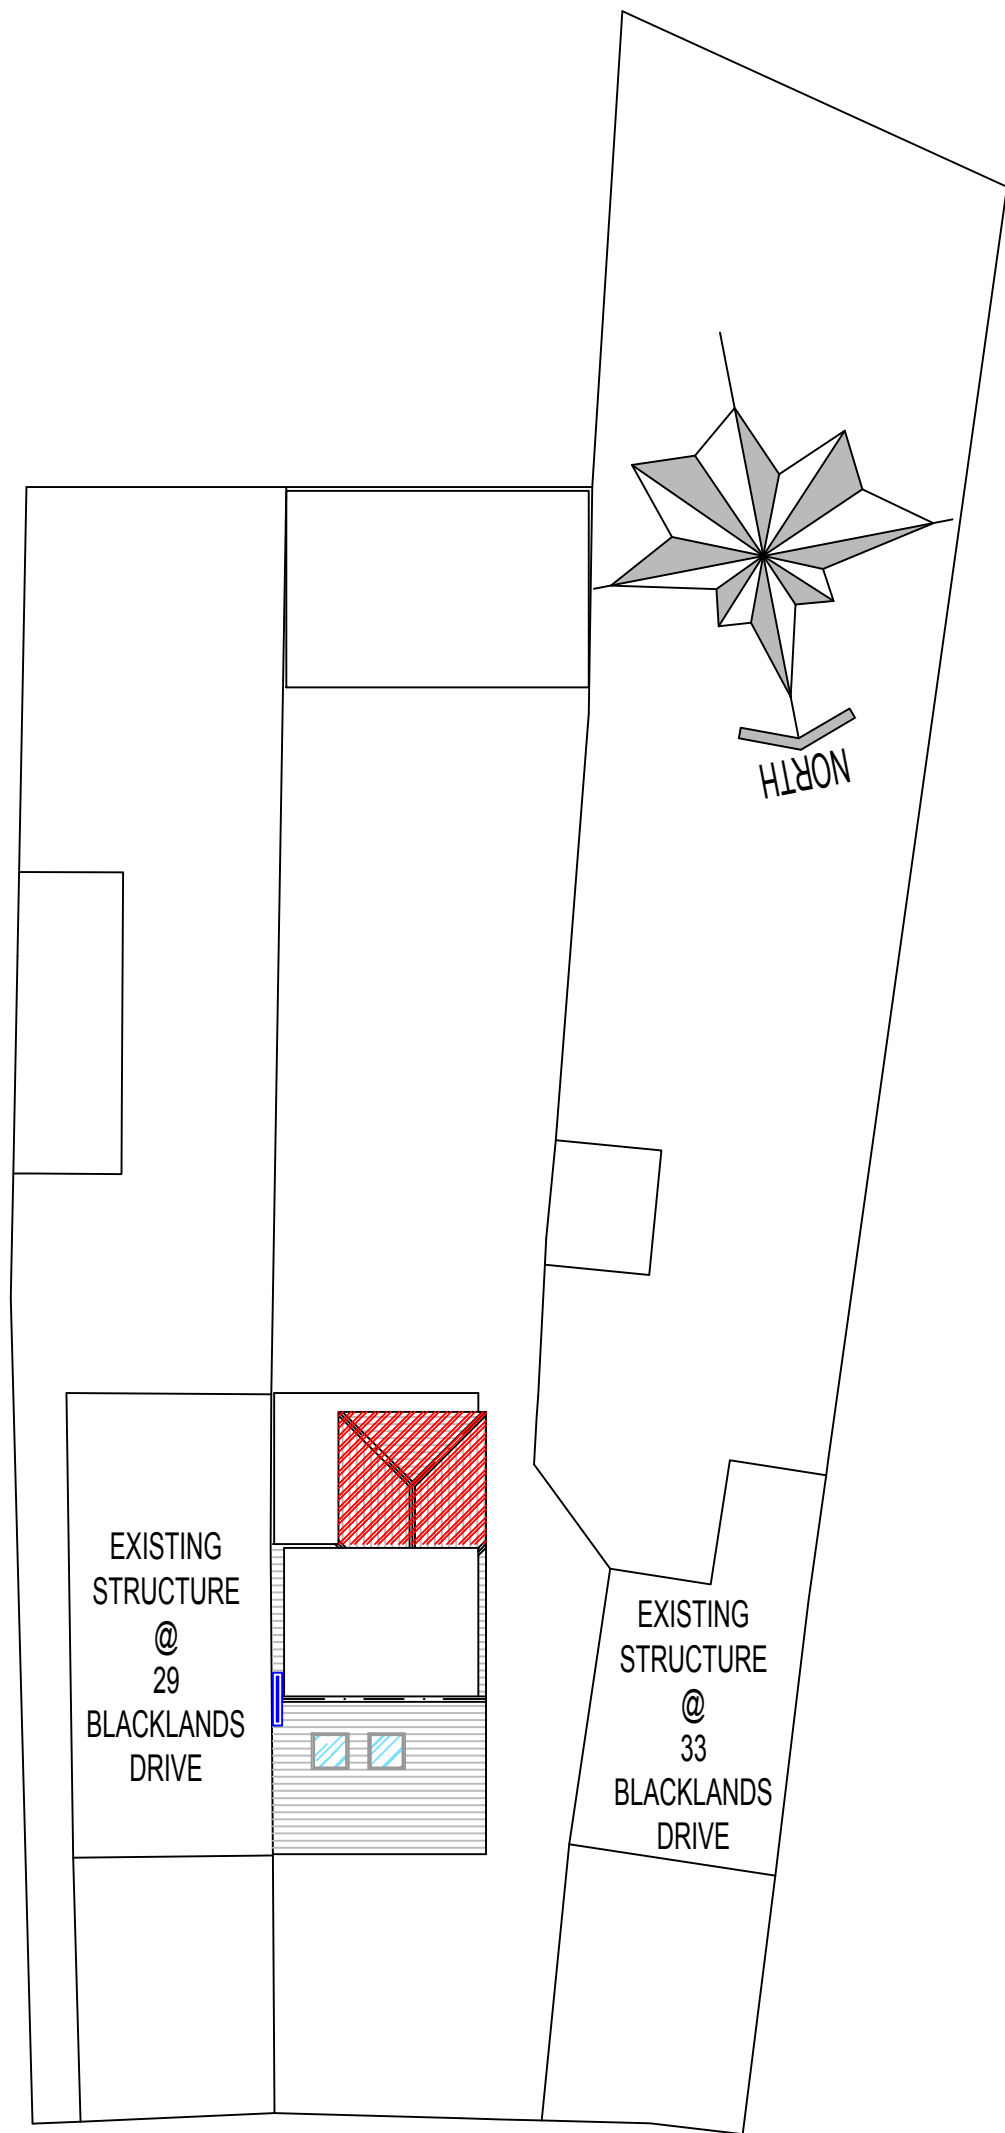 NORTH
EXISTING
STRUCTURE
@
29
BLACKLANDS
DRIVE
EXISTING
STRUCTURE
@
33
BLACKLANDS
DRIVE